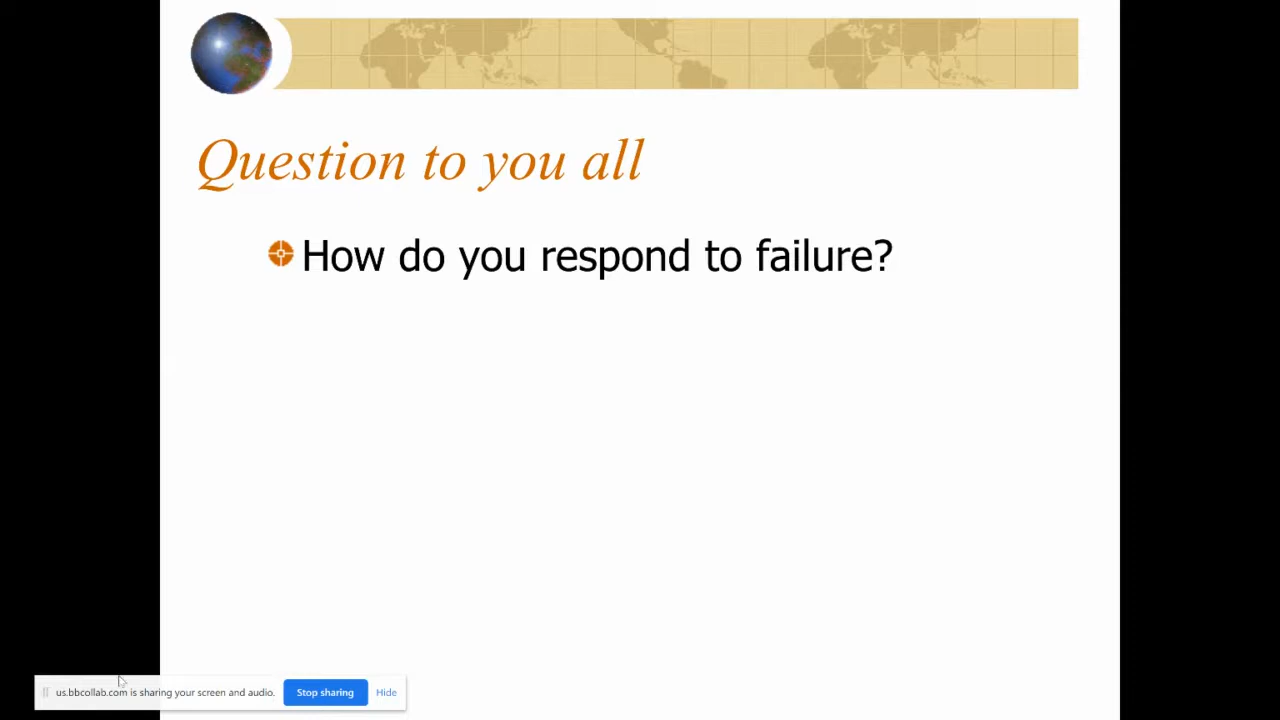 Question to you all
How do you respond to failure?
us.bbcollab.com is sharing your screen and audio. Stop sharing Hide